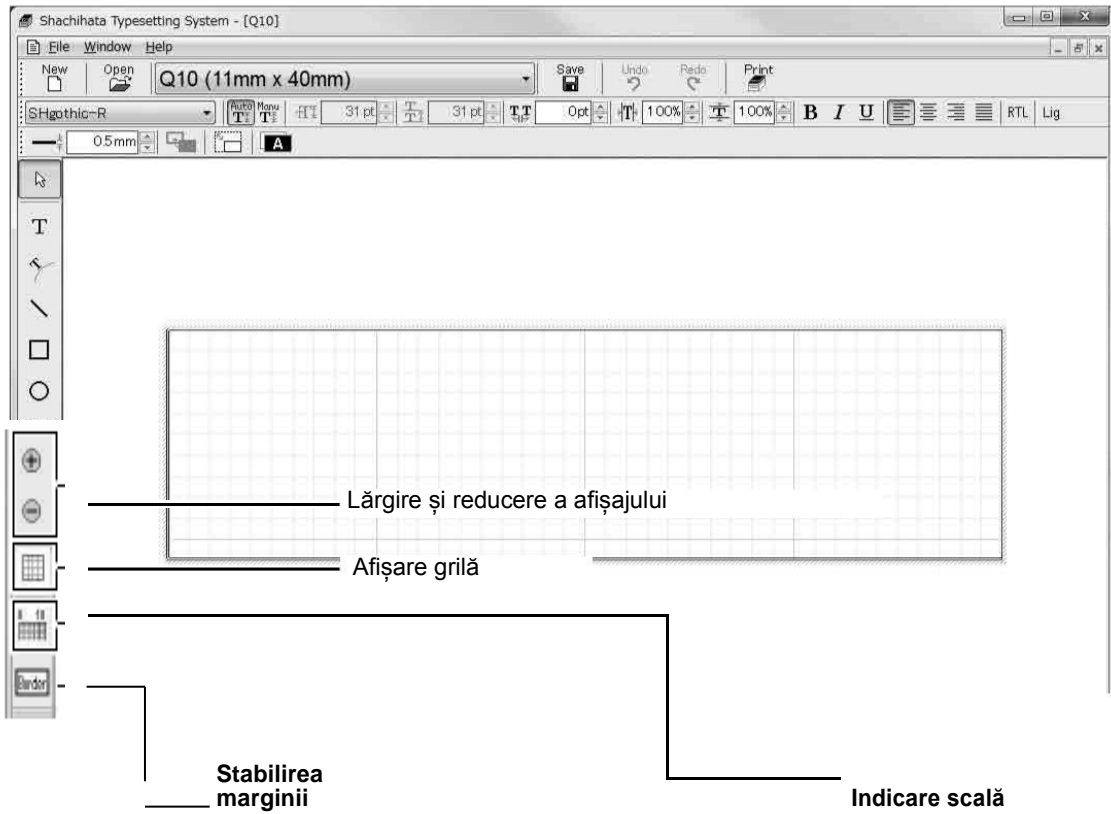 Shachihata Typesetting System - [Q10]
File Window Help
New Open Q10 (11mm x 40mm) Save Undo Redo Print
SHgothic-R Auto Manu 31 pt 31 pt 0pt 100% 100% B I U RTL Lig
0.5mm A
T
Lărgire și reducere a afișajului
Afișare grilă
Border
Stabilirea
marginii
Indicare scală